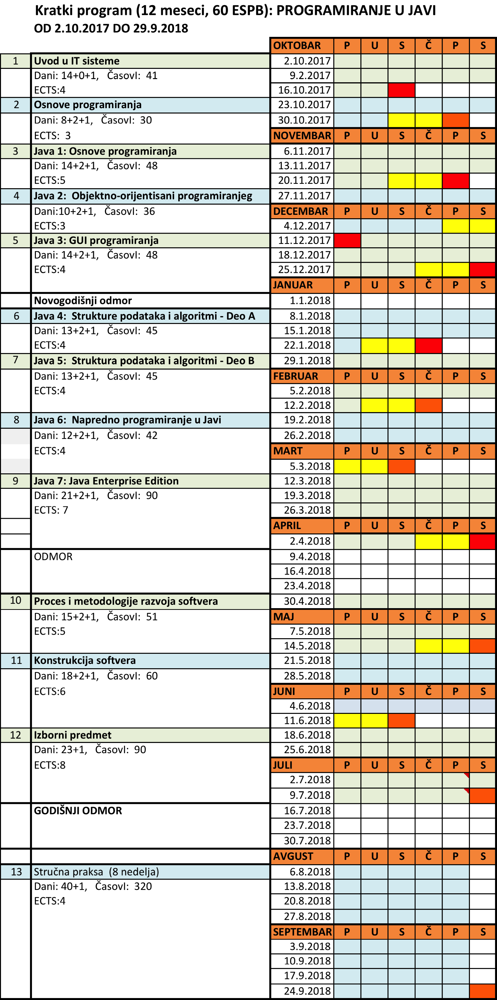 Kratki program (12 meseci, 60 ESPB): PROGRAMIRANJE U JAVI
OD 2.10.2017 DO 29.9.2018
OKTOBAR P U S Č P S
1 Uvod u IT sisteme 2.10.2017
Dani: 14+0+1, ČasovI: 41 9.2.2017
ECTS:4 16.10.2017
2 Osnove programiranja 23.10.2017
Dani: 8+2+1, ČasovI: 30 30.10.2017
ECTS: 3 NOVEMBAR P U S Č P S
3 Java 1: Osnove programiranja 6.11.2017
Dani: 14+2+1, ČasovI: 48 13.11.2017
ECTS:5 20.11.2017
4 Java 2: Objektno-orijentisani programiranjeg 27.11.2017
Dani:10+2+1, ČasovI: 36 DECEMBAR P U S Č P S
ECTS:3 4.12.2017
5 Java 3: GUI programiranja 11.12.2017
Dani: 14+2+1, ČasovI: 48 18.12.2017
ECTS:4 25.12.2017
JANUAR P U S Č P S
Novogodišnji odmor 1.1.2018
6 Java 4: Strukture podataka i algoritmi - Deo A 8.1.2018
Dani: 13+2+1, ČasovI: 45 15.1.2018
ECTS:4 22.1.2018
7 Java 5: Struktura podataka i algoritmi - Deo B 29.1.2018
Dani: 13+2+1, ČasovI: 45 FEBRUAR P U S Č P S
ECTS:4 5.2.2018
12.2.2018
8 Java 6: Napredno programiranje u Javi 19.2.2018
Dani: 12+2+1, ČasovI: 42 26.2.2018
ECTS:4 MART P U S Č P S
5.3.2018
9 Java 7: Java Enterprise Edition 12.3.2018
Dani: 21+2+1, ČasovI: 90 19.3.2018
ECTS: 7 26.3.2018
APRIL P U S Č P S
2.4.2018
ODMOR 9.4.2018
16.4.2018
23.4.2018
10 Proces i metodologije razvoja softvera 30.4.2018
Dani: 15+2+1, ČasovI: 51 MAJ P U S Č P S
ECTS:5 7.5.2018
14.5.2018
11 Konstrukcija softvera 21.5.2018
Dani: 18+2+1, ČasovI: 60 28.5.2018
ECTS:6 JUNI P U S Č P S
4.6.2018
11.6.2018
12 Izborni predmet 18.6.2018
Dani: 23+1, ČasovI: 90 25.6.2018
ECTS:8 JULI P U S Č P S
2.7.2018
9.7.2018
GODIŠNJI ODMOR 16.7.2018
23.7.2018
30.7.2018
AVGUST P U S Č P S
13 Stručna praksa (8 nedelja) 6.8.2018
Dani: 40+1, ČasovI: 320 13.8.2018
ECTS:4 20.8.2018
27.8.2018
SEPTEMBAR P U S Č P S
3.9.2018
10.9.2018
17.9.2018
24.9.2018